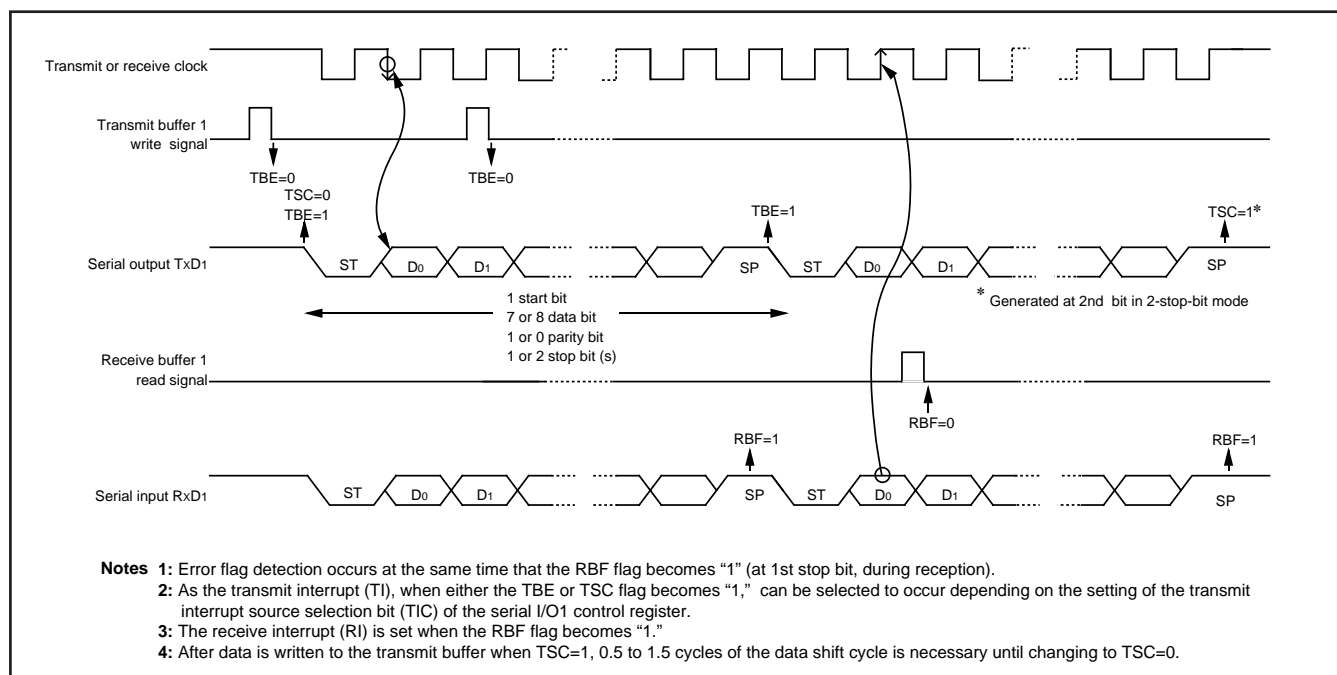 Transmit or receive clock
Transmit buffer 1
write signal
TBE=0
TSC=0
TBE=1
TBE=0
TBE=1
TSC=1*
Serial output TxD1
ST
D0
D1
SP
ST
D0
D1
SP
* Generated at 2nd bit in 2-stop-bit mode
1 start bit
7 or 8 data bit
1 or 0 parity bit
1 or 2 stop bit (s)
Receive buffer 1
read signal
RBF=0
RBF=1
RBF=1
Serial input RxD1
ST
D0
D1
SP
ST
D0
D1
SP
Notes 1: Error flag detection occurs at the same time that the RBF flag becomes “1” (at 1st stop bit, during reception).
2: As the transmit interrupt (TI), when either the TBE or TSC flag becomes “1,” can be selected to occur depending on the setting of the transmit
interrupt source selection bit (TIC) of the serial I/O1 control register.
3: The receive interrupt (RI) is set when the RBF flag becomes “1.”
4: After data is written to the transmit buffer when TSC=1, 0.5 to 1.5 cycles of the data shift cycle is necessary until changing to TSC=0.